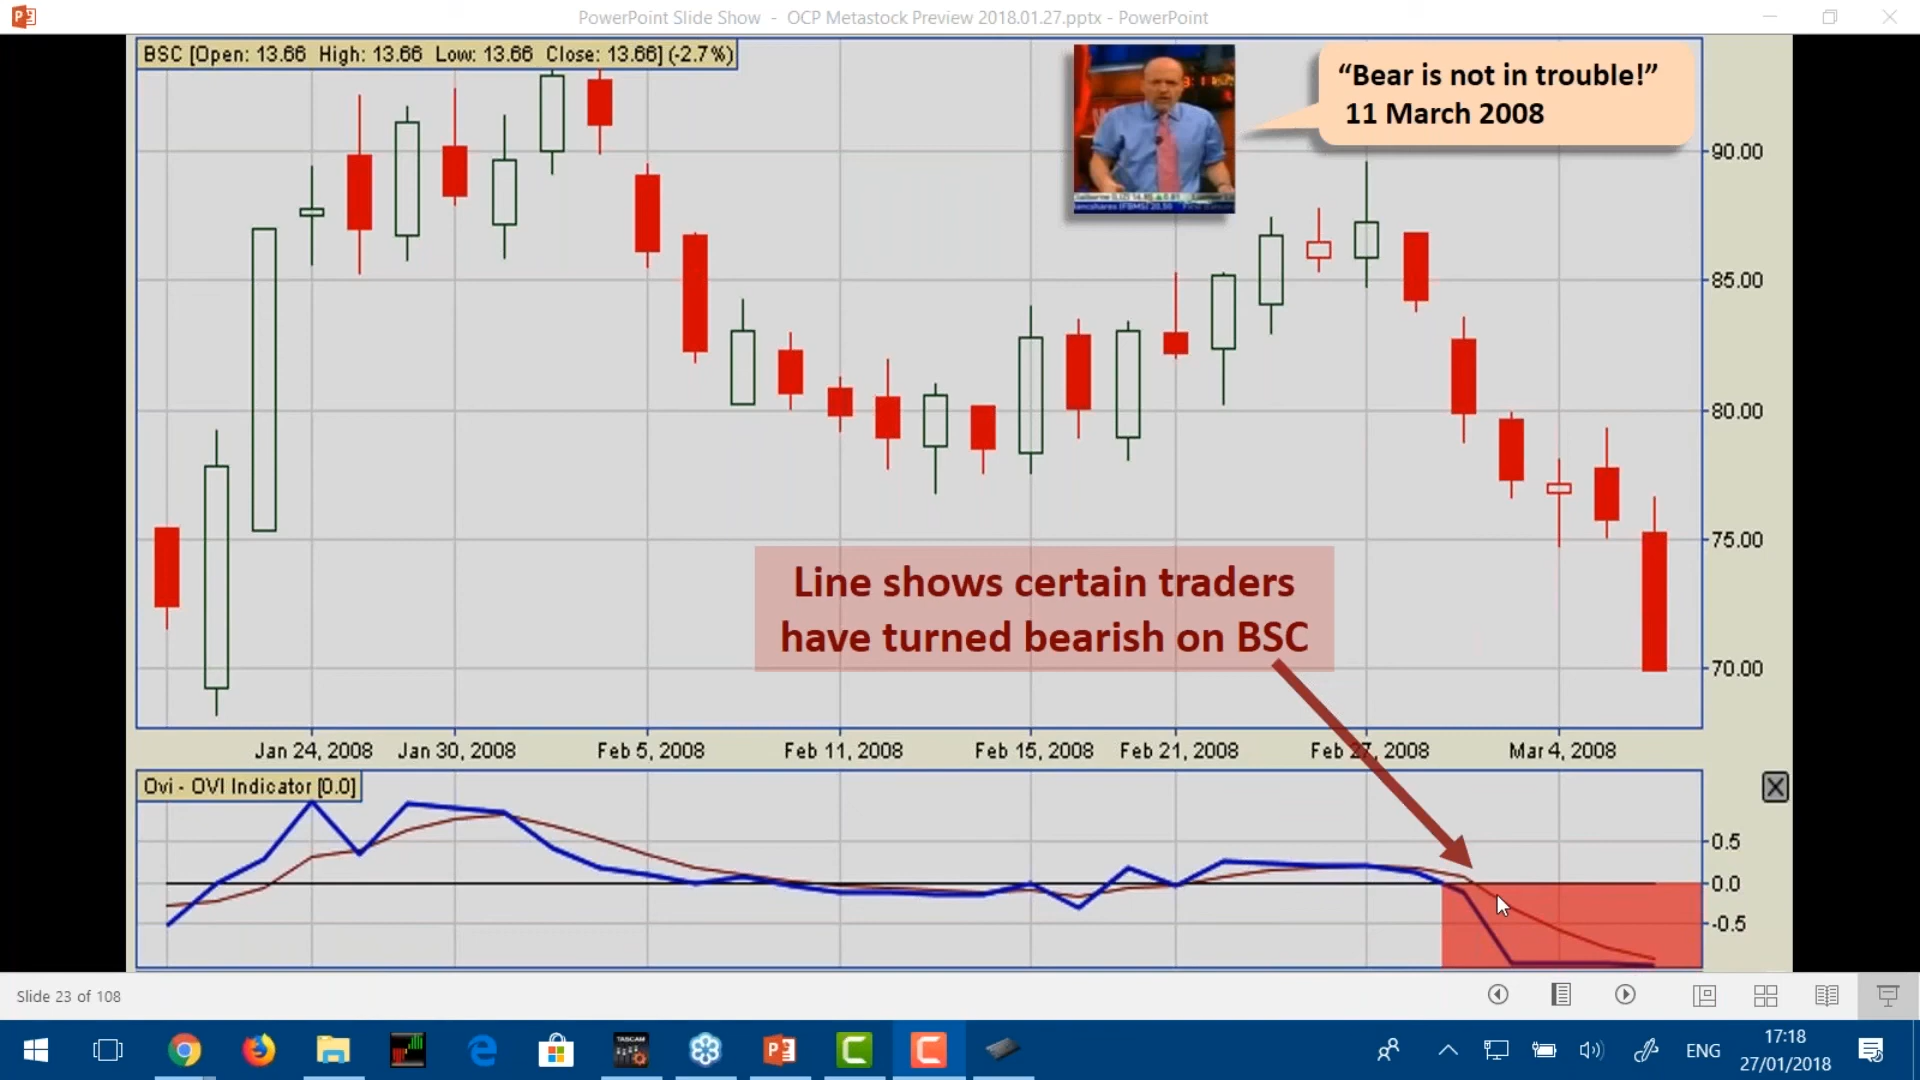 PowerPoint Slide Show - OCP Metastock Preview 2018.01.27.pptx - PowerPoint
BSC [Open: 13.66 High: 13.66 Low: 13.66 Close: 13.66] (-2.7%)
“Bear is not in trouble!”
11 March 2008
90.00
85.00
80.00
75.00
70.00
Line shows certain traders
have turned bearish on BSC
Jan 24, 2008 Jan 30, 2008 Feb 5, 2008 Feb 11, 2008 Feb 15, 2008 Feb 21, 2008 Feb 27, 2008 Mar 4, 2008
Ovi - OVI Indicator [0.0]
0.5
0.0
-0.5
Slide 23 of 108
TASCAM
ENG
17:18
27/01/2018